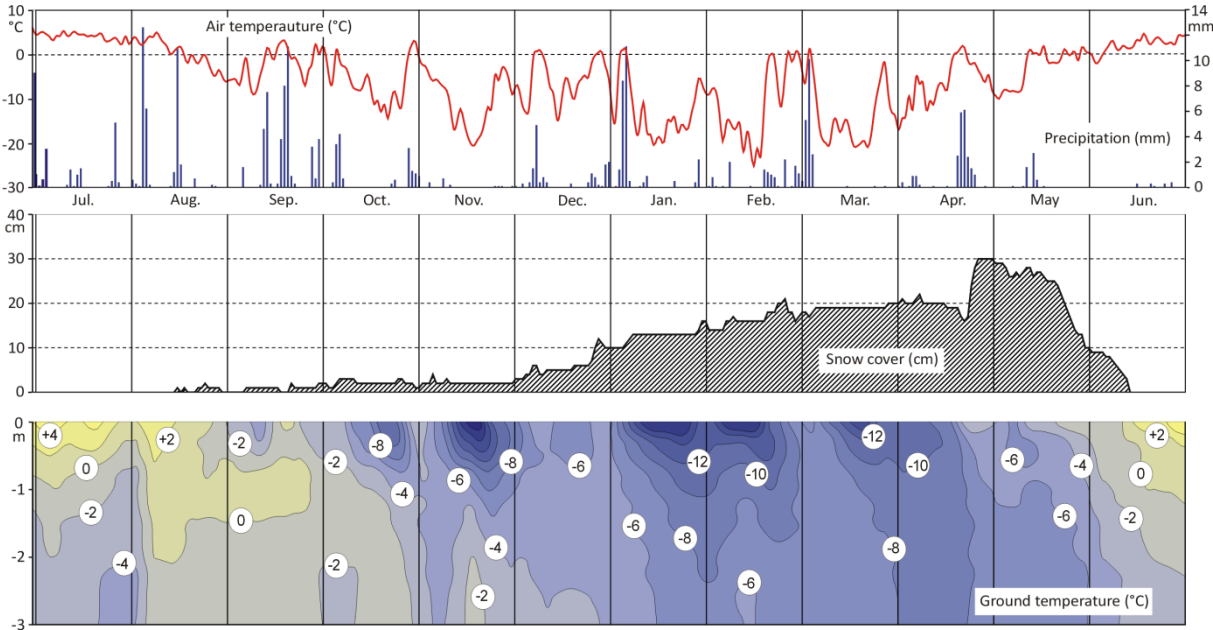 10
°C
0
-10
-20
-30
Air temperauture (°C)
Precipitation (mm)
14
mm
10
8
6
4
2
0
Jul. Aug. Sep. Oct. Nov. Dec. Jan. Feb. Mar. Apr. May Jun.
40
cm
30
20
10
0
Snow cover (cm)
0
m
-1
-2
-3
+4 +2 -2 -8 -12 -12 +2
0 -2 -8 -6 -10 -10 -6 -4 0
-2 0 -4 -6 -6 -6 -2
-4 -2 -4 -8 -8
-2 -6
Ground temperature (°C)